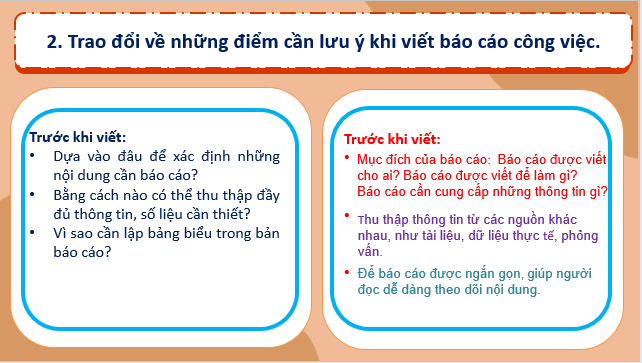 2. Trao đổi về những điểm cần lưu ý khi viết báo cáo công việc.
Trước khi viết:
• Dựa vào đâu để xác định những
nội dung cần báo cáo?
• Bằng cách nào có thể thu thập đầy
đủ thông tin, số liệu cần thiết?
• Vì sao cần lập bảng biểu trong bản
báo cáo?
Trước khi viết:
• Mục đích của báo cáo: Báo cáo được viết
cho ai? Báo cáo được viết để làm gì?
Báo cáo cần cung cấp những thông tin gì?
• Thu thập thông tin từ các nguồn khác
nhau, như tài liệu, dữ liệu thực tế, phỏng
vấn.
• Để báo cáo được ngắn gọn, giúp người
đọc dễ dàng theo dõi nội dung.